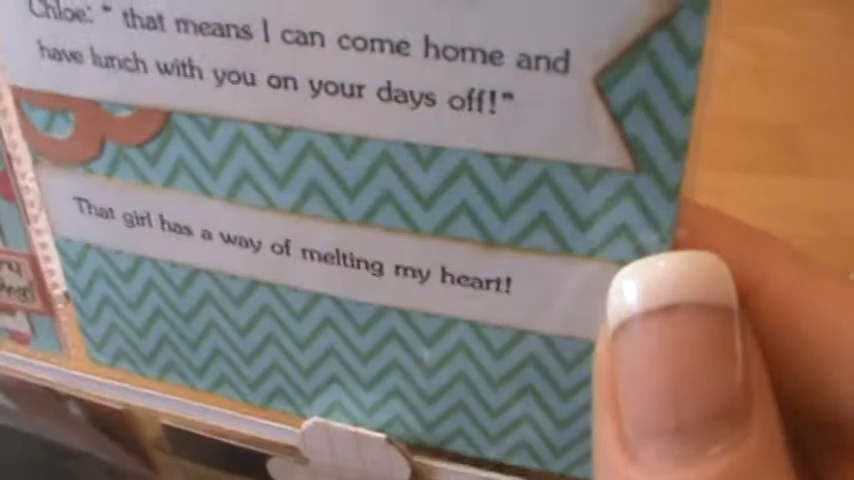 Chloe: " that means I can come home and
have lunch with you on your days off!"
That girl has a way of melting my heart!